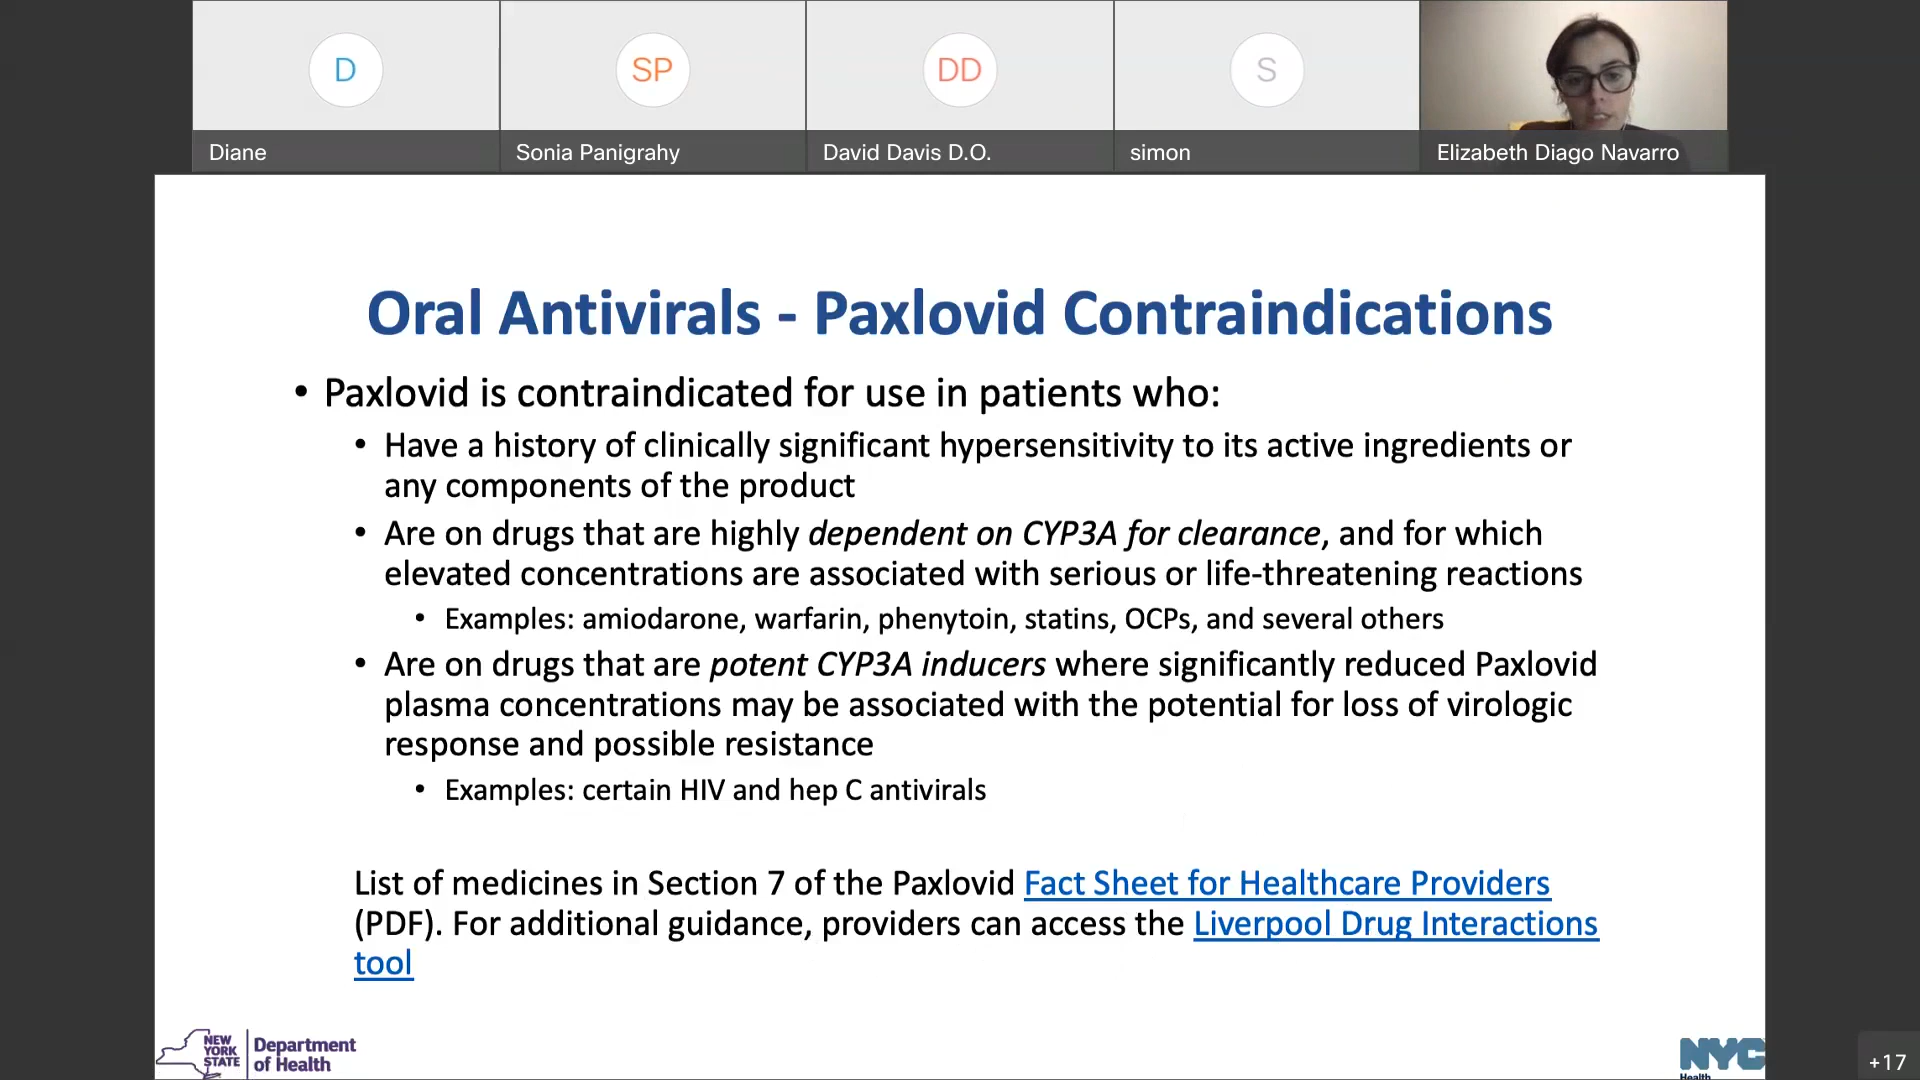 D
SP
DD
S
Diane
Sonia Panigrahy
David Davis D.O.
simon
Elizabeth Diago Navarro
Oral Antivirals - Paxlovid Contraindications
• Paxlovid is contraindicated for use in patients who:
• Have a history of clinically significant hypersensitivity to its active ingredients or
any components of the product
• Are on drugs that are highly dependent on CYP3A for clearance, and for which
elevated concentrations are associated with serious or life-threatening reactions
• Examples: amiodarone, warfarin, phenytoin, statins, OCPs, and several others
• Are on drugs that are potent CYP3A inducers where significantly reduced Paxlovid
plasma concentrations may be associated with the potential for loss of virologic
response and possible resistance
• Examples: certain HIV and hep C antivirals
List of medicines in Section 7 of the Paxlovid Fact Sheet for Healthcare Providers
(PDF). For additional guidance, providers can access the Liverpool Drug Interactions
tool
NEW
YORK
STATE
Department
of Health
NYC
Health
+17